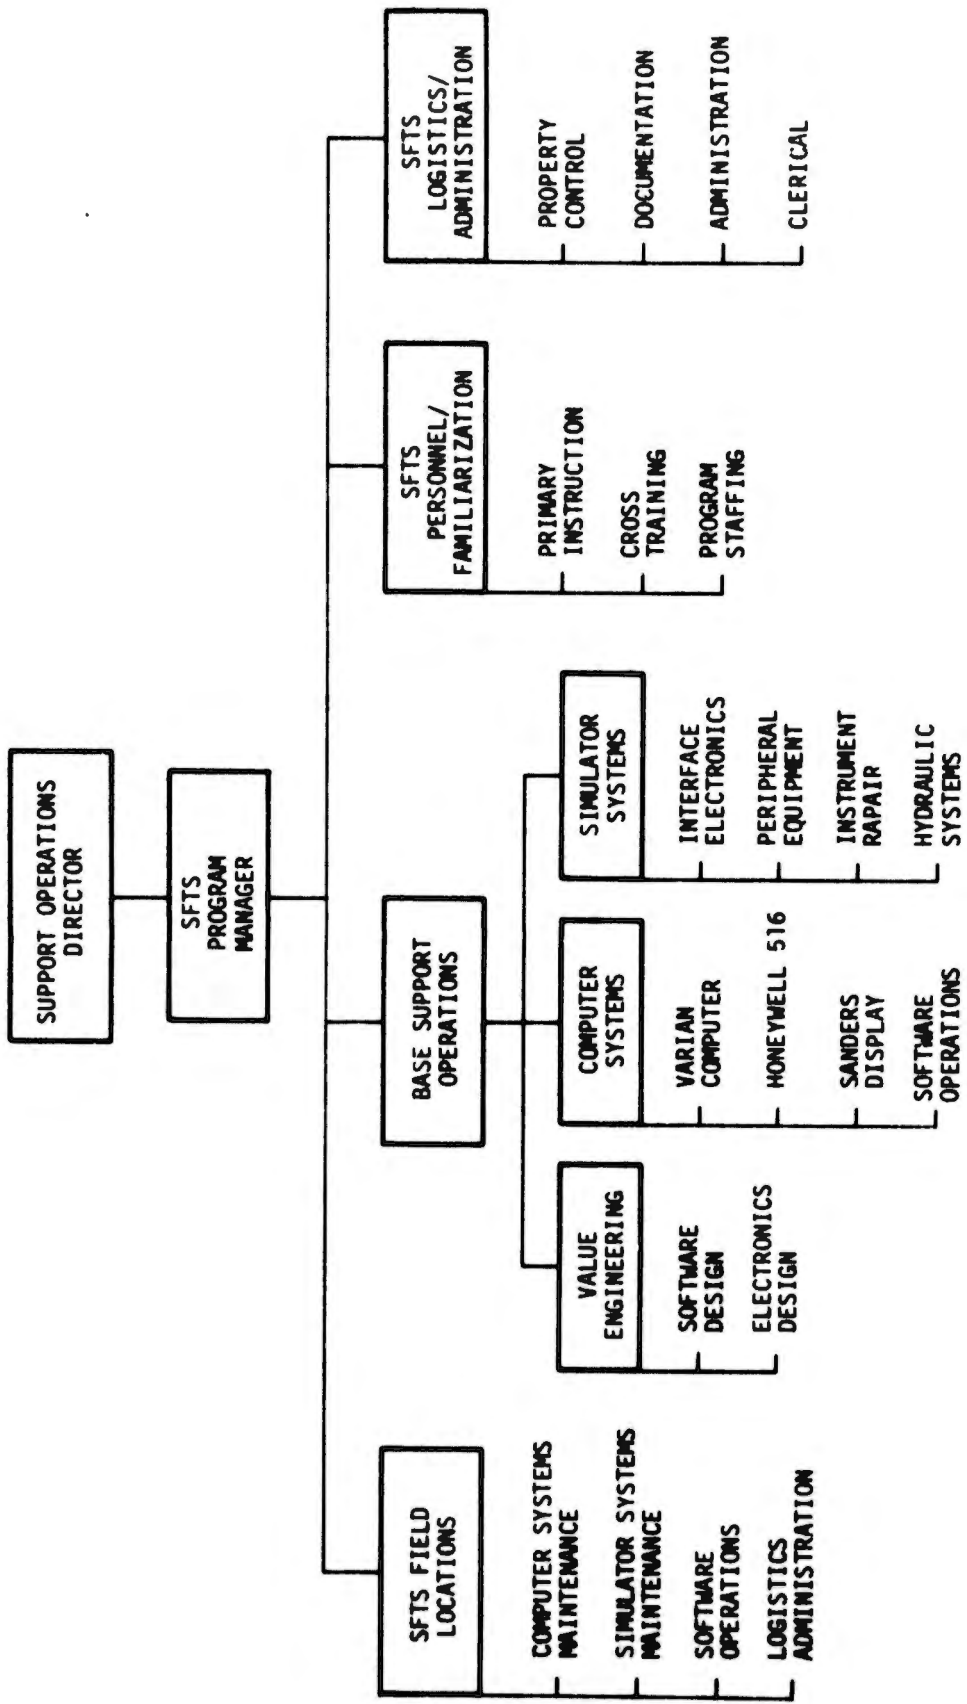 SUPPORT OPERATIONS
DIRECTOR
SFTS
PROGRAM
MANAGER
SFTS FIELD
LOCATIONS
COMPUTER SYSTEMS
MAINTENANCE
SIMULATOR SYSTEMS
MAINTENANCE
SOFTWARE
OPERATIONS
LOGISTICS
ADMINISTRATION
BASE SUPPORT
OPERATIONS
VALUE
ENGINEERING
SOFTWARE
DESIGN
ELECTRONICS
DESIGN
COMPUTER
SYSTEMS
VARIAN
COMPUTER
HONEYWELL 516
SANDERS
DISPLAY
SOFTWARE
OPERATIONS
SIMULATOR
SYSTEMS
INTERFACE
ELECTRONICS
PERIPHERAL
EQUIPMENT
INSTRUMENT
RAPAIR
HYDRAULIC
SYSTEMS
SFTS
PERSONNEL/
FAMILIARIZATION
PRIMARY
INSTRUCTION
CROSS
TRAINING
PROGRAM
STAFFING
SFTS
LOGISTICS/
ADMINISTRATION
PROPERTY
CONTROL
DOCUMENTATION
ADMINISTRATION
CLERICAL